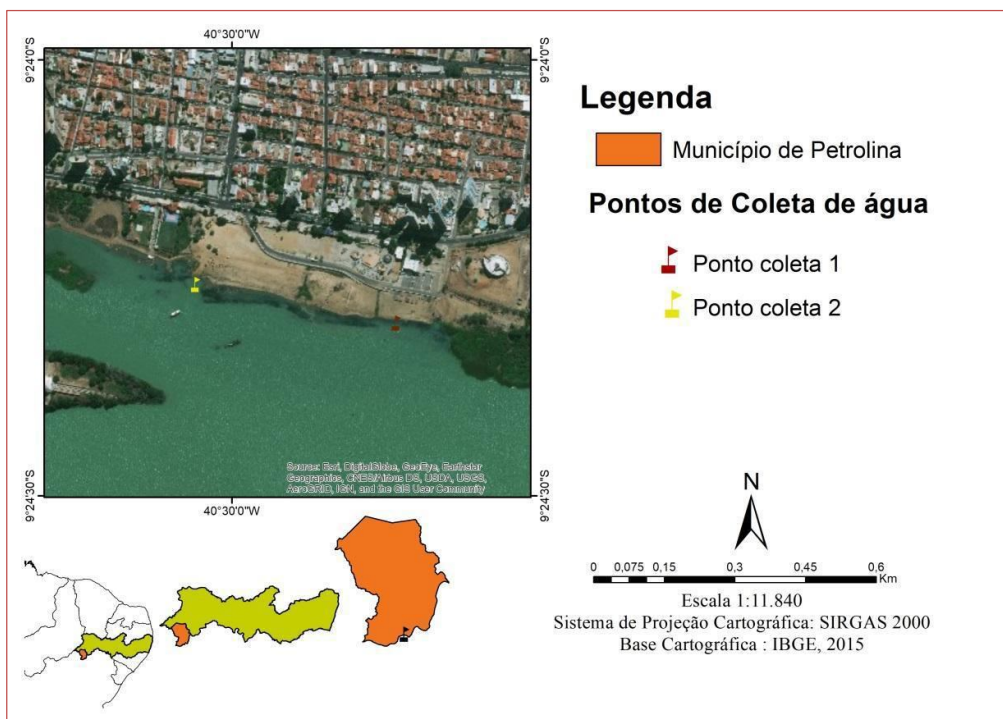 40°30'0"S
9°24'0"S
9°24'0"S
Legenda
Município de Petrolina
Pontos de Coleta de água
Ponto coleta 1
Ponto coleta 2
Source: Esri, DigitalGlobe, GeoEye, Earthstar
Geographics, CNES/Airbus DS, USDA, USGS,
AeroGRID, IGN, and the GIS User Community
9°24'30"S
9°24'30"S
40°30'0"W
N
0 0,075 0,15 0,3 0,45 0,6
Km
Escala 1:11.840
Sistema de Projeção Cartográfica: SIRGAS 2000
Base Cartográfica : IBGE, 2015